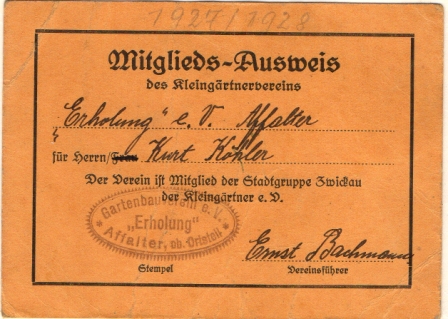 1927/1928
Mitglieds-Ausweis
des Kleingärtnervereins
„Erholung" e. V. Affalter
für Herrn/Frau Kurt Köhler
Der Verein ist Mitglied der Stadtgruppe Zwickau
der Kleingärtner e. V.
Gartenbauverein e. V.
„Erholung"
Affalter, ob. Ortsteil
Ernst Bachmann
Stempel
Vereinsführer